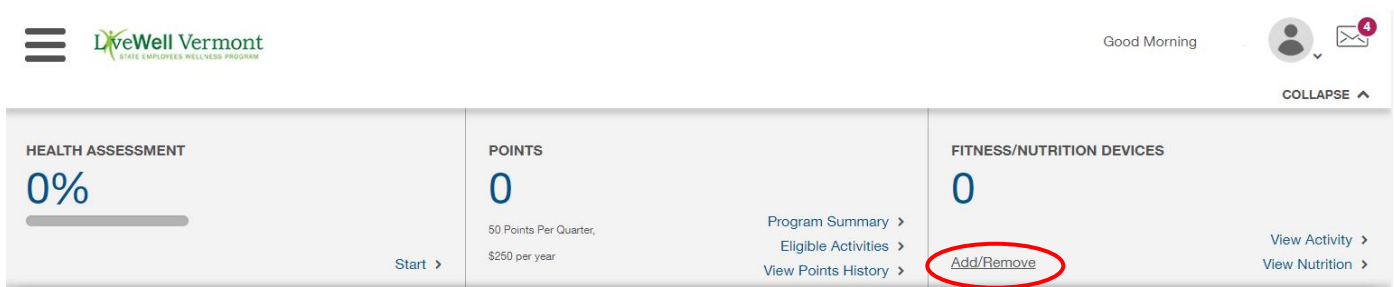 LiveWell Vermont
STATE EMPLOYEES WELLNESS PROGRAM
Good Morning
4
COLLAPSE
HEALTH ASSESSMENT
0%
Start >
POINTS
0
50 Points Per Quarter,
$250 per year
Program Summary >
Eligible Activities >
View Points History >
FITNESS/NUTRITION DEVICES
0
Add/Remove
View Activity >
View Nutrition >